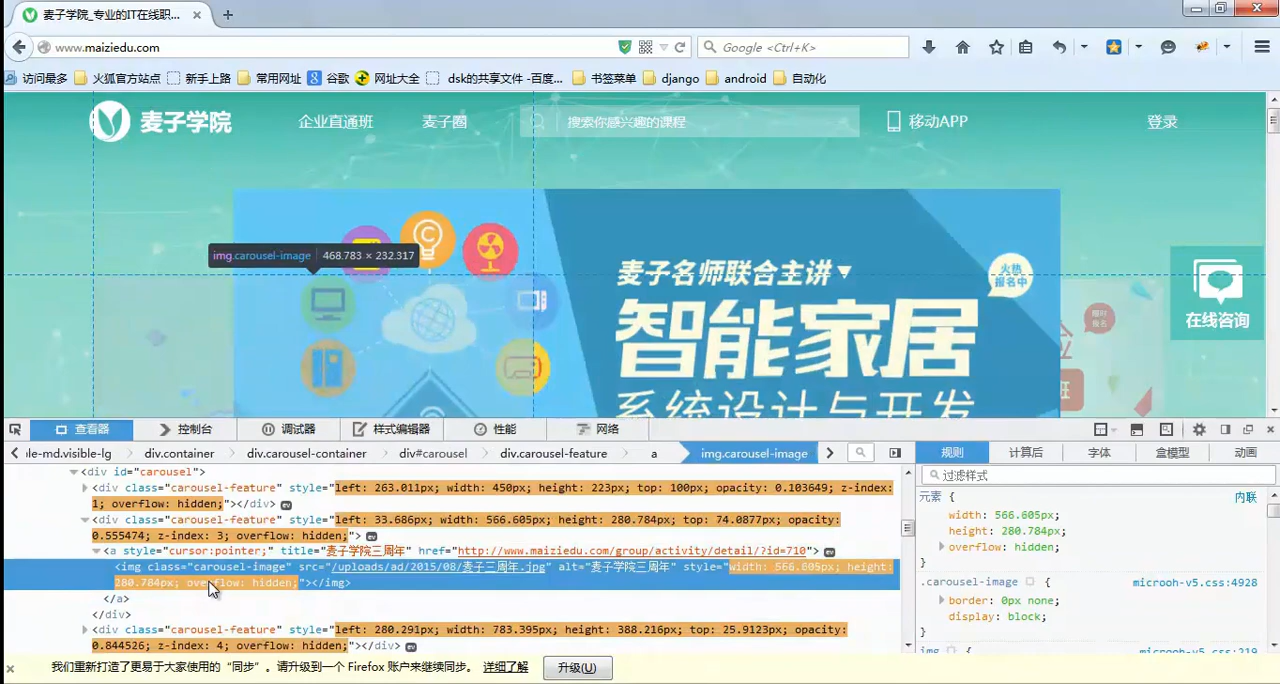 麦子学院_专业的IT在线职... × +
www.maiziedu.com
Google <Ctrl+K>
访问最多 火狐官方站点 新手上路 常用网址 谷歌 网址大全 dsk的共享文件 -百度... 书签菜单 django android 自动化
麦子学院 企业直通班 麦子圈 搜索你感兴趣的课程 移动APP 登录
img.carousel-image 468.783 × 232.317
麦子名师联合主讲
火热
报名中
智能家居
系统设计与开发
限时
报名
班
在线咨询
查看器 控制台 调试器 样式编辑器 性能 网络
ile-md.visible-lg div.container div.carousel-container div#carousel div.carousel-feature a img.carousel-image
规则 计算后 字体 盒模型 动画
过滤样式
<div id="carousel">
<div class="carousel-feature" style="left: 263.011px; width: 450px; height: 223px; top: 100px; opacity: 0.103649; z-index:
1; overflow: hidden;"></div> ev
<div class="carousel-feature" style="left: 33.686px; width: 566.605px; height: 280.784px; top: 74.0877px; opacity:
0.555474; z-index: 3; overflow: hidden;"> ev
<a style="cursor:pointer;" title="麦子学院三周年" href="http://www.maiziedu.com/group/activity/detail/?id=710"> ev
<img class="carousel-image" src="/uploads/ad/2015/08/麦子三周年.jpg" alt="麦子学院三周年" style="width: 566.605px; height:
280.784px; overflow: hidden;"></img>
</a>
</div>
<div class="carousel-feature" style="left: 280.291px; width: 783.395px; height: 388.216px; top: 25.9123px; opacity:
0.844526; z-index: 4; overflow: hidden;"></div> ev
元素 { 内联
width: 566.605px;
height: 280.784px;
overflow: hidden;
}
.carousel-image { microoh-v5.css:4928
border: 0px none;
display: block;
}
img { microoh-v5.css:219
我们重新打造了更易于大家使用的“同步”。请升级到一个 Firefox 账户来继续同步。 详细了解 升级(U)